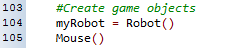 103 #Create game objects
104 myRobot = Robot()
105 Mouse()